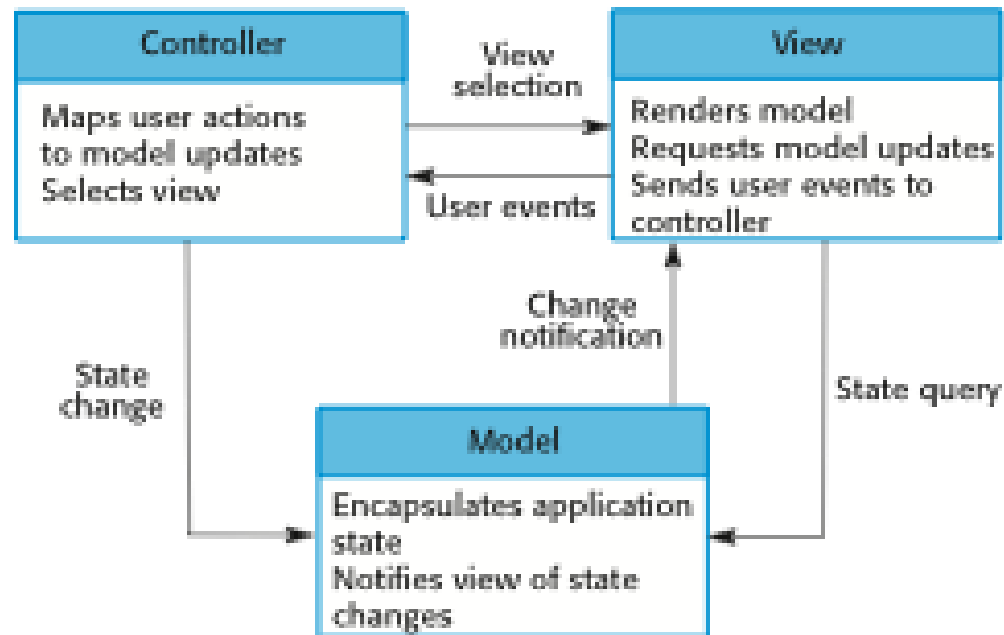 Controller
Maps user actions
to model updates
Selects view
View
selection
User events
View
Renders model
Requests model updates
Sends user events to
controller
State
change
Change
notification
State query
Model
Encapsulates application
state
Notifies view of state
changes